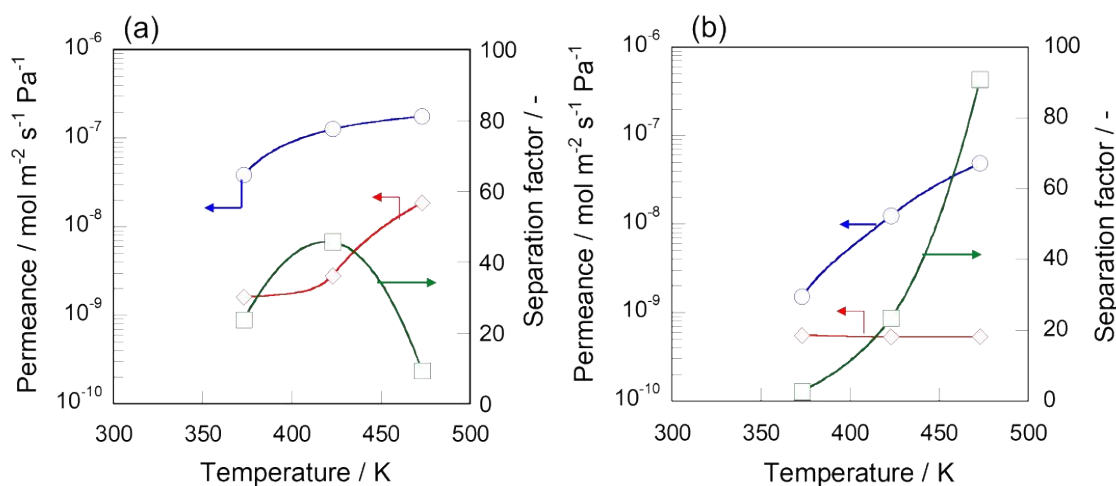 (a)
Permeance / mol m⁻² s⁻¹ Pa⁻¹
10⁻⁶
10⁻⁷
10⁻⁸
10⁻⁹
10⁻¹⁰
100
80
60
40
20
0
Separation factor / -
300 350 400 450 500
Temperature / K
(b)
Permeance / mol m⁻² s⁻¹ Pa⁻¹
10⁻⁶
10⁻⁷
10⁻⁸
10⁻⁹
10⁻¹⁰
100
80
60
40
20
0
Separation factor / -
300 350 400 450 500
Temperature / K